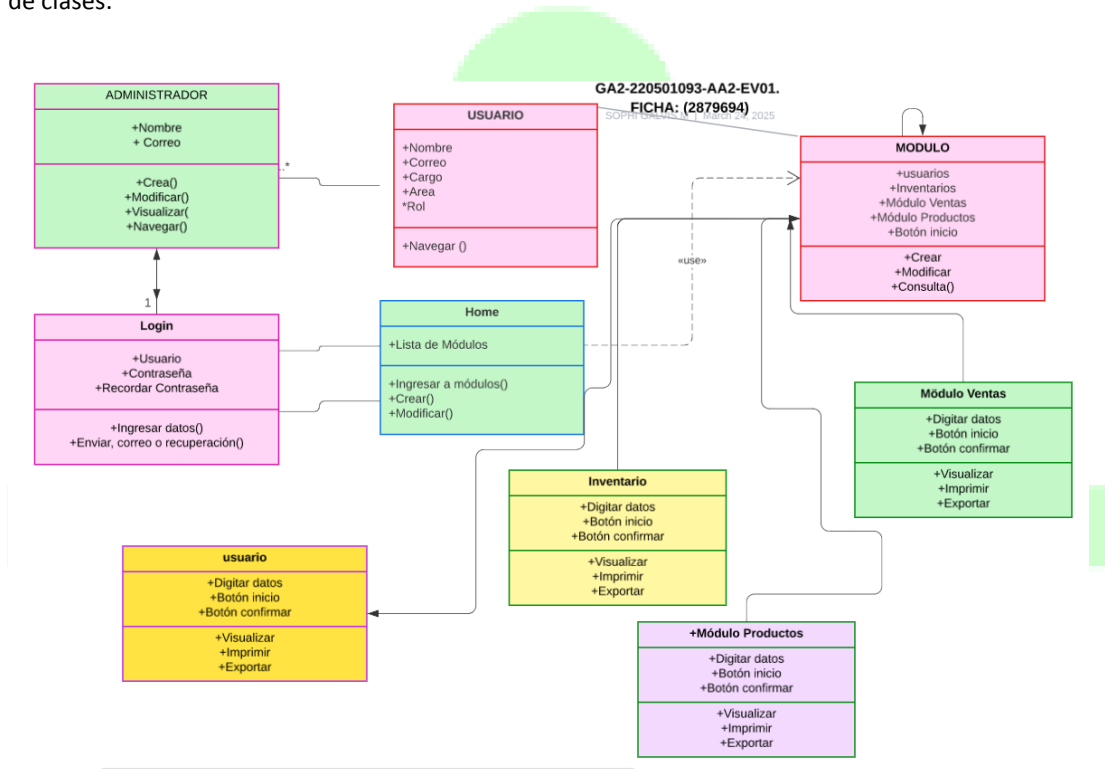 de clases.
GA2-220501093-AA2-EV01.
FICHA: (2879694)
SOPHI GALVIS M | March 24, 2025
ADMINISTRADOR
+Nombre
+ Correo
+Crea()
+Modificar()
+Visualizar(
+Navegar()
..*
USUARIO
+Nombre
+Correo
+Cargo
+Area
*Rol
+Navegar ()
MODULO
+usuarios
+Inventarios
+Módulo Ventas
+Módulo Productos
+Botón inicio
+Crear
+Modificar
+Consulta()
«use»
1
Login
+Usuario
+Contraseña
+Recordar Contraseña
+Ingresar datos()
+Enviar, correo o recuperación()
Home
+Lista de Módulos
+Ingresar a módulos()
+Crear()
+Modificar()
Mödulo Ventas
+Digitar datos
+Botón inicio
+Botón confirmar
+Visualizar
+Imprimir
+Exportar
Inventario
+Digitar datos
+Botón inicio
+Botón confirmar
+Visualizar
+Imprimir
+Exportar
usuario
+Digitar datos
+Botón inicio
+Botón confirmar
+Visualizar
+Imprimir
+Exportar
+Módulo Productos
+Digitar datos
+Botón inicio
+Botón confirmar
+Visualizar
+Imprimir
+Exportar